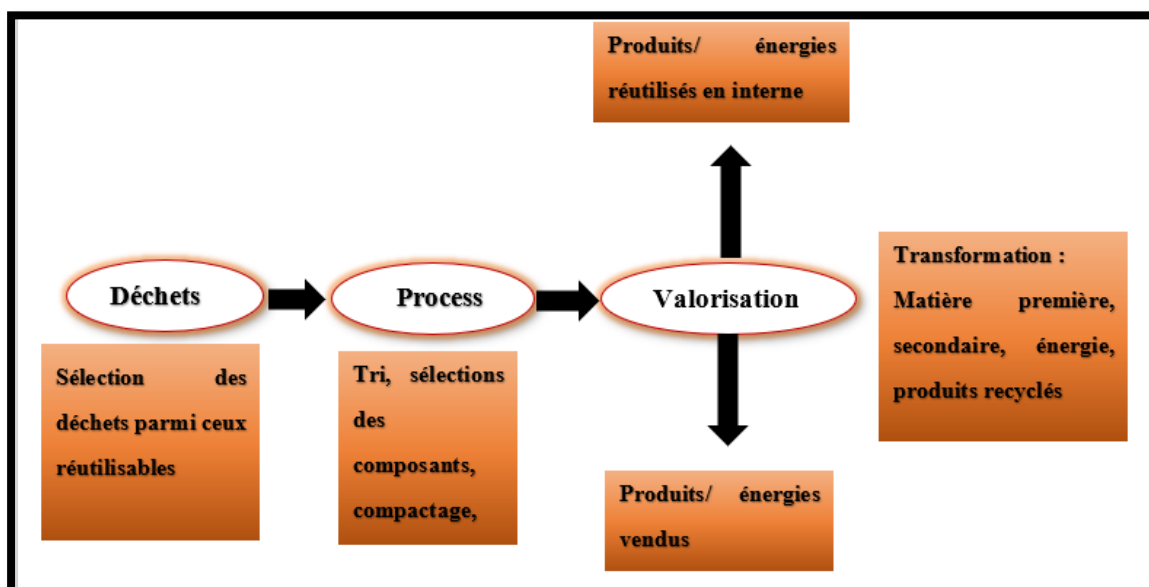 Produits/ énergies
réutilisés en interne
Déchets
Process
Valorisation
Transformation :
Matière première,
secondaire, énergie,
produits recyclés
Sélection des
déchets parmi ceux
réutilisables
Tri, sélections
des
composants,
compactage,
Produits/ énergies
vendus